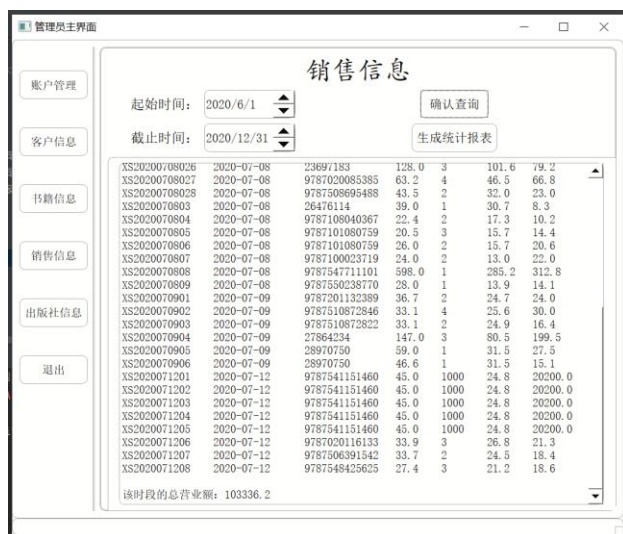 管理员主界面
账户管理
客户信息
书籍信息
销售信息
出版社信息
退出
销售信息
起始时间： 2020/6/1 确认查询
截止时间： 2020/12/31 生成统计报表
XS20200708026 2020-07-08 23697183 128.0 3 101.6 79.2
XS20200708027 2020-07-08 9787020085385 63.2 4 46.5 66.8
XS20200708028 2020-07-08 9787508695488 43.5 2 32.0 23.0
XS2020070803 2020-07-08 26476114 39.0 1 30.7 8.3
XS2020070804 2020-07-08 9787108040367 22.4 2 17.3 10.2
XS2020070805 2020-07-08 9787101080759 20.5 3 15.7 14.4
XS2020070806 2020-07-08 9787101080759 26.0 2 15.7 20.6
XS2020070807 2020-07-08 9787100023719 24.0 2 13.0 22.0
XS2020070808 2020-07-08 9787547711101 598.0 1 285.2 312.8
XS2020070809 2020-07-08 9787550238770 28.0 1 13.9 14.1
XS2020070901 2020-07-09 9787201132389 36.7 2 24.7 24.0
XS2020070902 2020-07-09 9787510872846 33.1 4 25.6 30.0
XS2020070903 2020-07-09 9787510872822 33.1 2 24.9 16.4
XS2020070904 2020-07-09 27864234 147.0 3 80.5 199.5
XS2020070905 2020-07-09 28970750 59.0 1 31.5 27.5
XS2020070906 2020-07-09 28970750 46.6 1 31.5 15.1
XS2020071201 2020-07-12 9787541151460 45.0 1000 24.8 20200.0
XS2020071202 2020-07-12 9787541151460 45.0 1000 24.8 20200.0
XS2020071203 2020-07-12 9787541151460 45.0 1000 24.8 20200.0
XS2020071204 2020-07-12 9787541151460 45.0 1000 24.8 20200.0
XS2020071205 2020-07-12 9787541151460 45.0 1000 24.8 20200.0
XS2020071206 2020-07-12 9787020116133 33.9 3 26.8 21.3
XS2020071207 2020-07-12 9787506391542 33.7 2 24.5 18.4
XS2020071208 2020-07-12 9787548425625 27.4 3 21.2 18.6
该时段的总营业额：103336.2